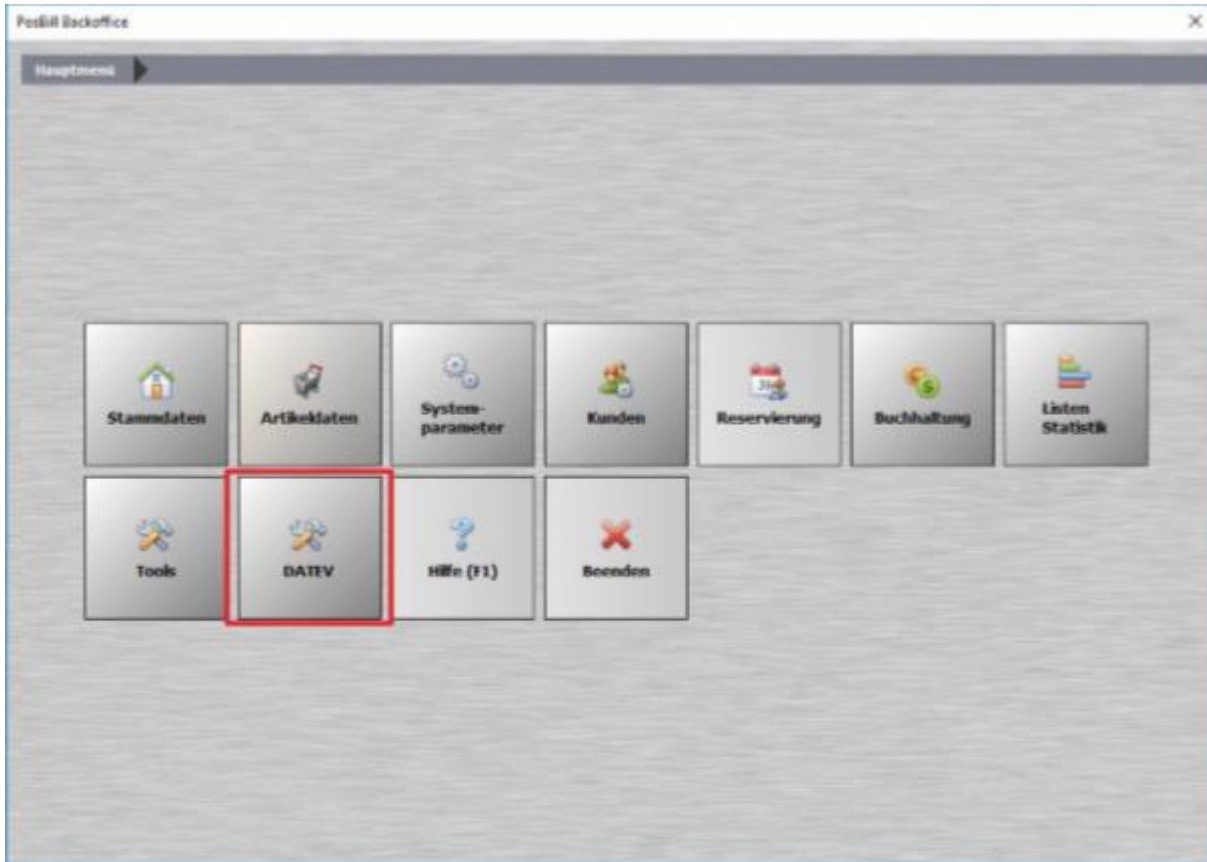 PosBill Backoffice
Hauptmenü
Stammdaten
Artikeldaten
System-
parameter
Kunden
Reservierung
Buchhaltung
Listen
Statistik
Tools
DATEV
Hilfe (F1)
Beenden